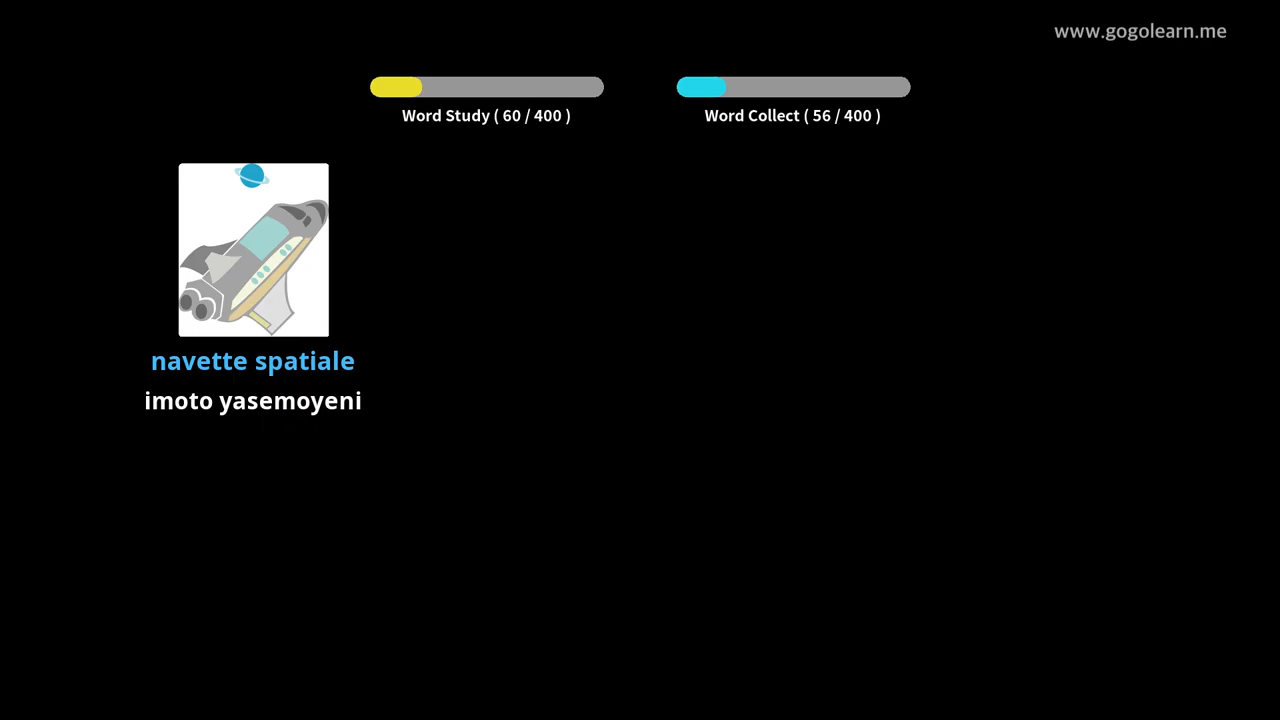 www.gogolearn.me
Word Study ( 60 / 400 )
Word Collect ( 56 / 400 )
navette spatiale
imoto yasemoyeni